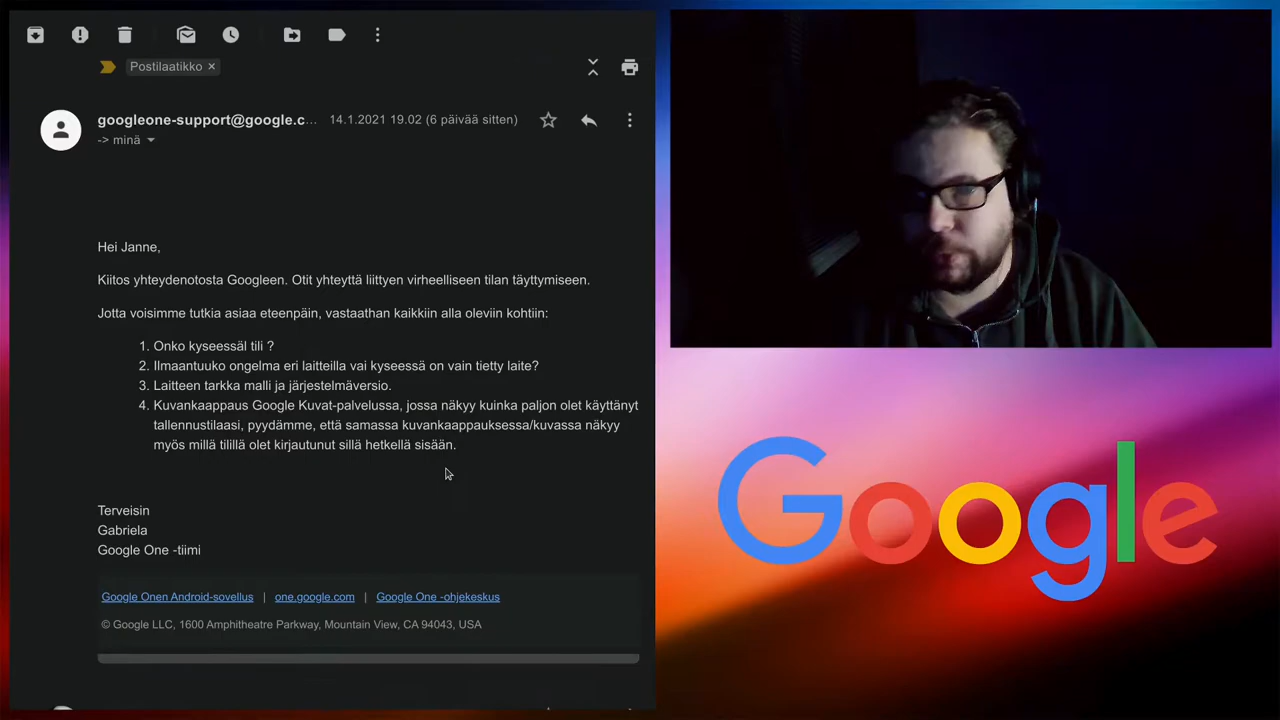 Postilaatikko ×
googleone-support@google.c... 14.1.2021 19.02 (6 päivää sitten)
-> minä
Hei Janne,
Kiitos yhteydenotosta Googleen. Otit yhteyttä liittyen virheelliseen tilan täyttymiseen.
Jotta voisimme tutkia asiaa eteenpäin, vastaathan kaikkiin alla oleviin kohtiin:
1. Onko kyseessäl tili ?
2. Ilmaantuuko ongelma eri laitteilla vai kyseessä on vain tietty laite?
3. Laitteen tarkka malli ja järjestelmäversio.
4. Kuvankaappaus Google Kuvat-palvelussa, jossa näkyy kuinka paljon olet käyttänyt
tallennustilaasi, pyydämme, että samassa kuvankaappauksessa/kuvassa näkyy
myös millä tilillä olet kirjautunut sillä hetkellä sisään.
Terveisin
Gabriela
Google One -tiimi
Google Onen Android-sovellus | one.google.com | Google One -ohjekeskus
© Google LLC, 1600 Amphitheatre Parkway, Mountain View, CA 94043, USA
Google